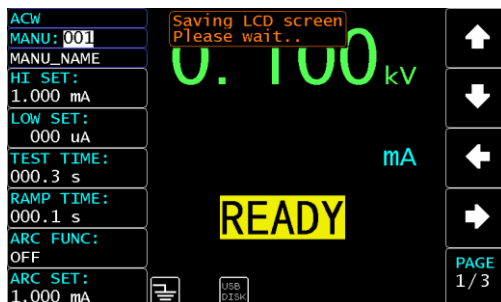 ACW
MANU: 001
MANU_NAME
HI SET:
1.000 mA
LOW SET:
000 uA
TEST TIME:
000.3 s
RAMP TIME:
000.1 s
ARC FUNC:
OFF
ARC SET:
1.000 mA
Saving LCD screen
Please wait..
0.100 kV
mA
READY
USB
DISK
PAGE
1/3